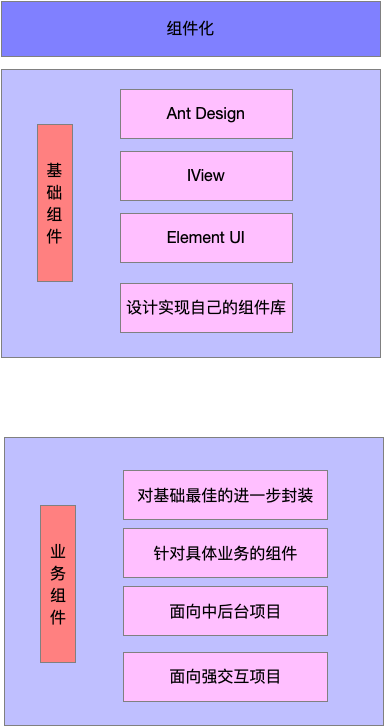 组件化
基础组件
Ant Design
IView
Element UI
设计实现自己的组件库
业务组件
对基础最佳的进一步封装
针对具体业务的组件
面向中后台项目
面向强交互项目